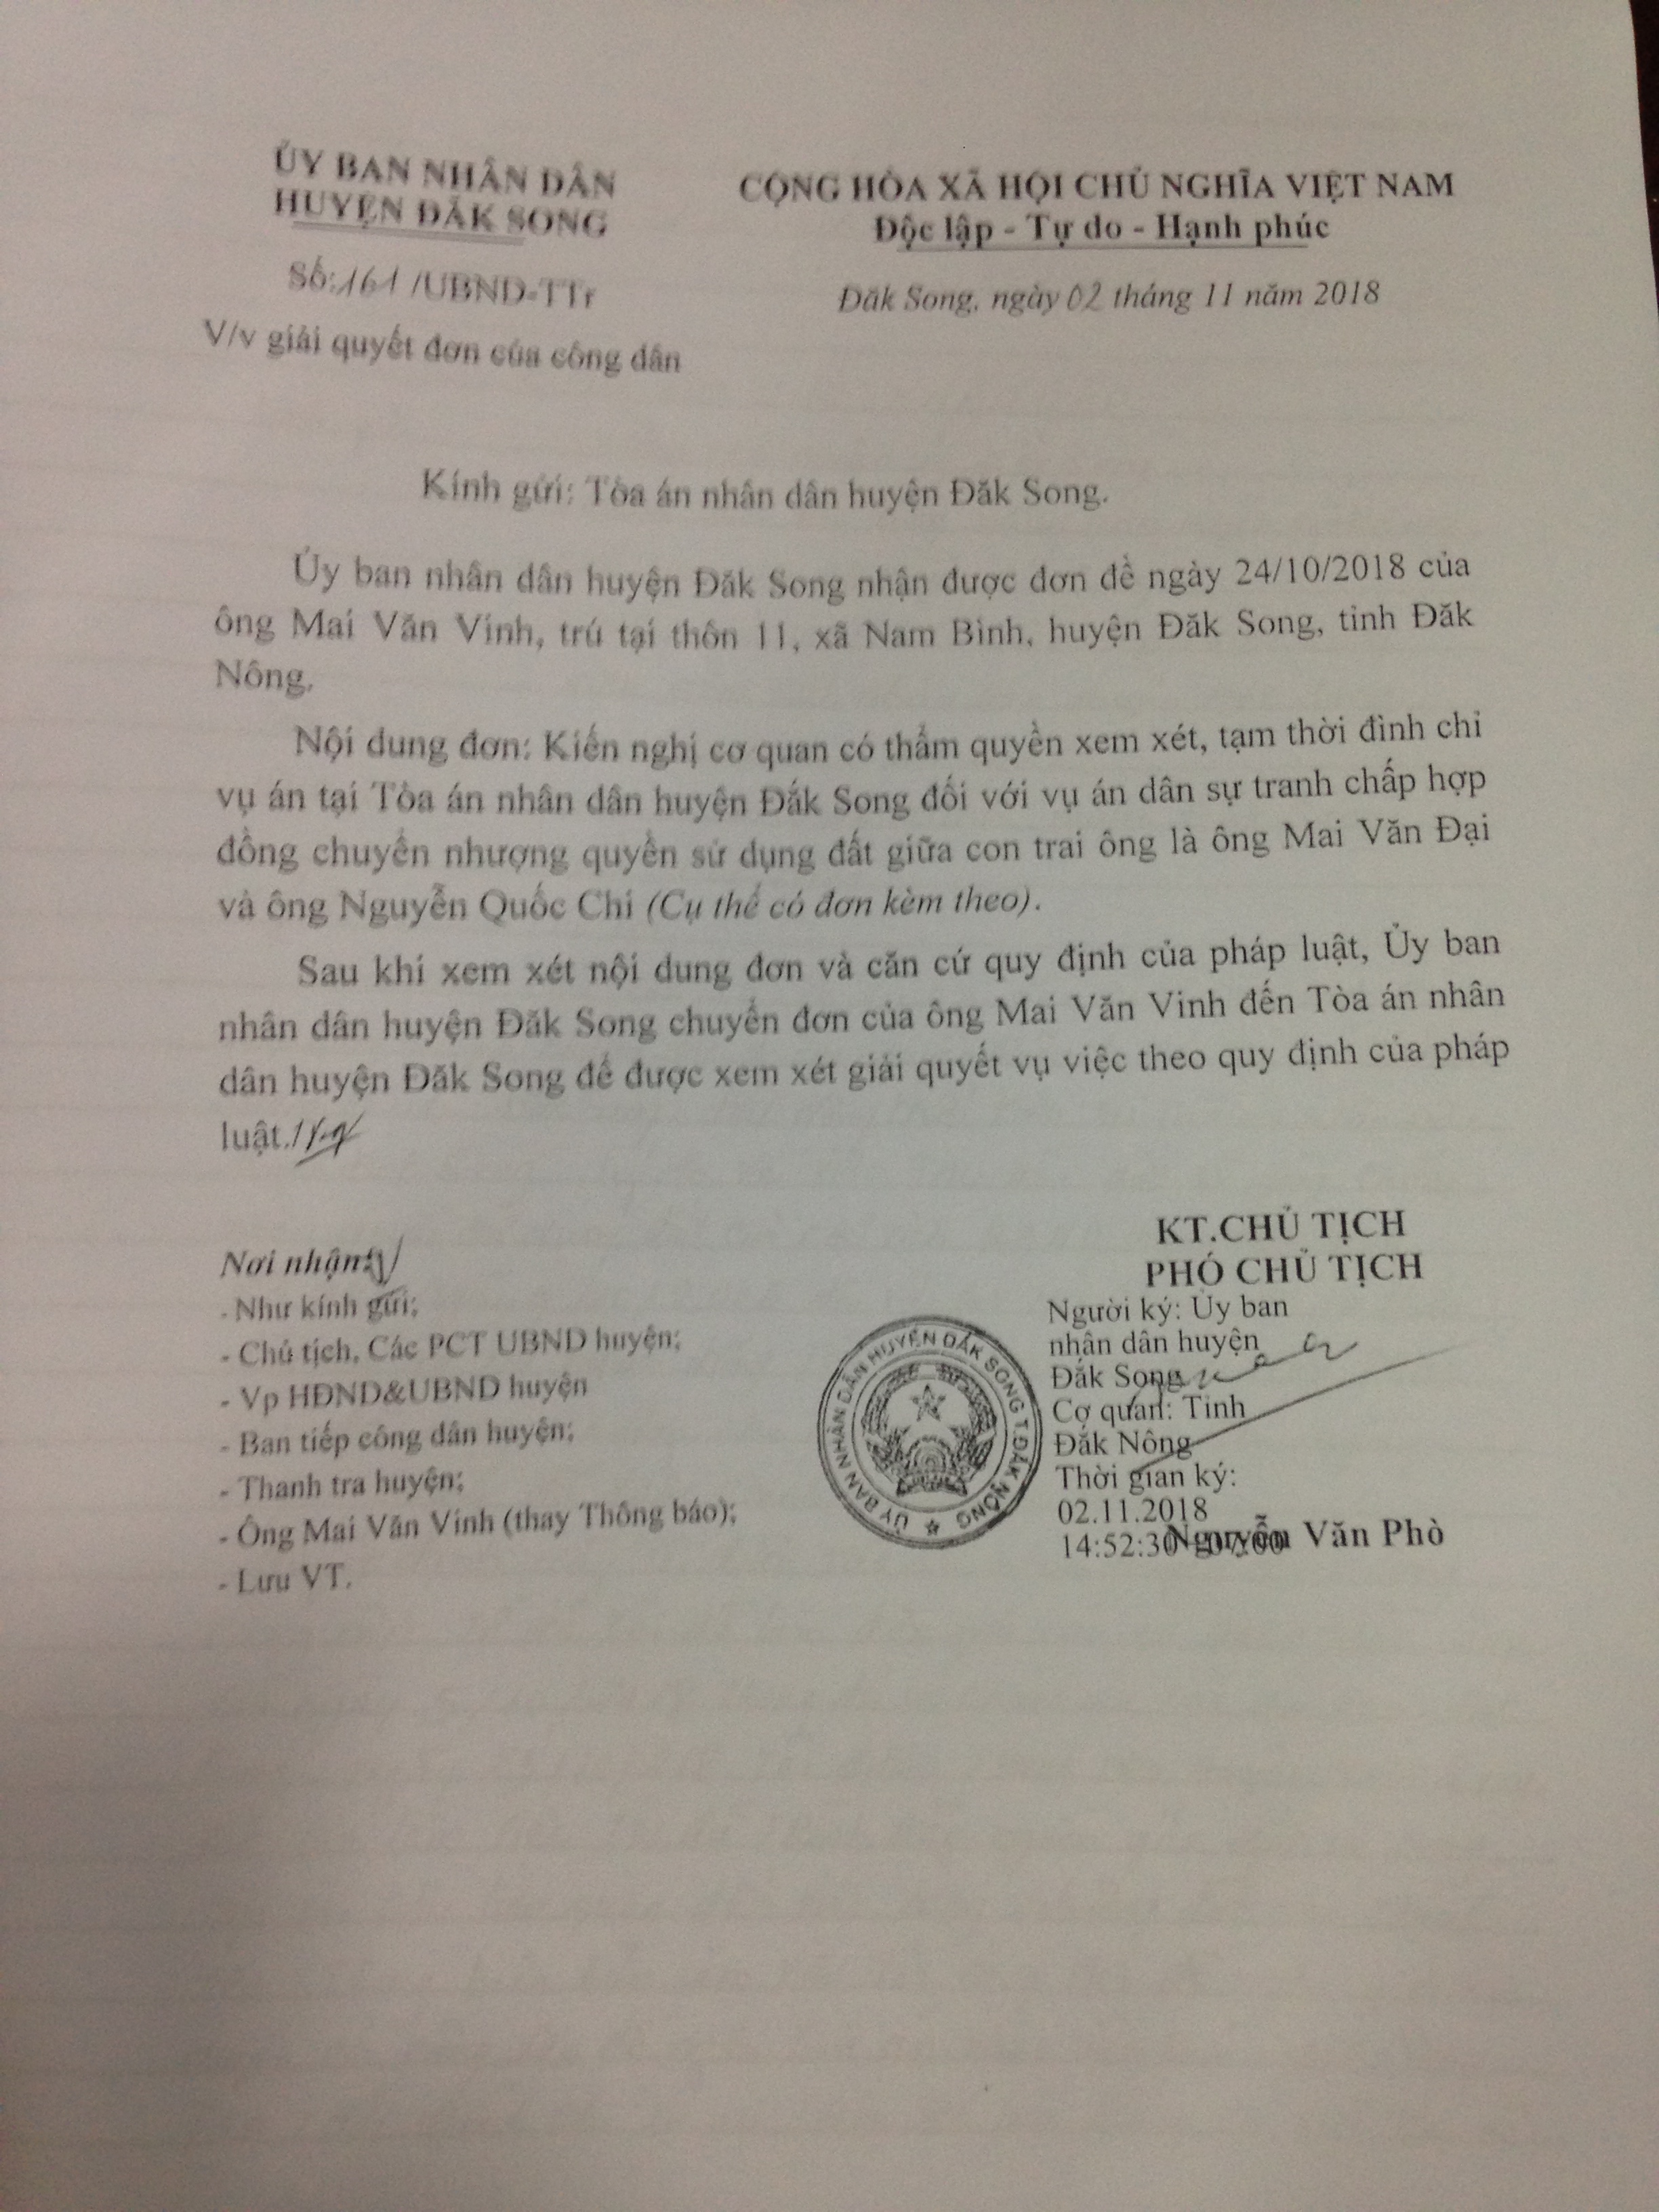 ỦY BAN NHÂN DÂN
HUYỆN ĐĂK SONG
Số:161 /UBND-TTr
V/v giải quyết đơn của công dân
CỘNG HÒA XÃ HỘI CHỦ NGHĨA VIỆT NAM
Độc lập - Tự do - Hạnh phúc
Đăk Song, ngày 02 tháng 11 năm 2018
Kính gửi: Tòa án nhân dân huyện Đăk Song.
Ủy ban nhân dân huyện Đăk Song nhận được đơn đề ngày 24/10/2018 của
ông Mai Văn Vinh, trú tại thôn 11, xã Nam Bình, huyện Đăk Song, tỉnh Đăk
Nông.
Nội dung đơn: Kiến nghị cơ quan có thẩm quyền xem xét, tạm thời đình chỉ
vụ án tại Tòa án nhân dân huyện Đắk Song đối với vụ án dân sự tranh chấp hợp
đồng chuyển nhượng quyền sử dụng đất giữa con trai ông là ông Mai Văn Đại
và ông Nguyễn Quốc Chí (Cụ thể có đơn kèm theo).
Sau khi xem xét nội dung đơn và căn cứ quy định của pháp luật, Ủy ban
nhân dân huyện Đăk Song chuyển đơn của ông Mai Văn Vinh đến Tòa án nhân
dân huyện Đăk Song để được xem xét giải quyết vụ việc theo quy định của pháp
luật./.
Nơi nhận:
- Như kính gửi;
- Chủ tịch, Các PCT UBND huyện;
- Vp HĐND&UBND huyện
- Ban tiếp công dân huyện;
- Thanh tra huyện;
- Ông Mai Văn Vinh (thay Thông báo);
- Lưu VT.
KT.CHỦ TỊCH
PHÓ CHỦ TỊCH
Người ký: Ủy ban
nhân dân huyện
Đắk Song
Cơ quan: Tỉnh
Đắk Nông
Thời gian ký:
02.11.2018
14:52:30 +07:00
Nguyễn Văn Phò
ỦY BAN NHÂN DÂN HUYỆN ĐẮK SONG T.ĐẮK NÔNG